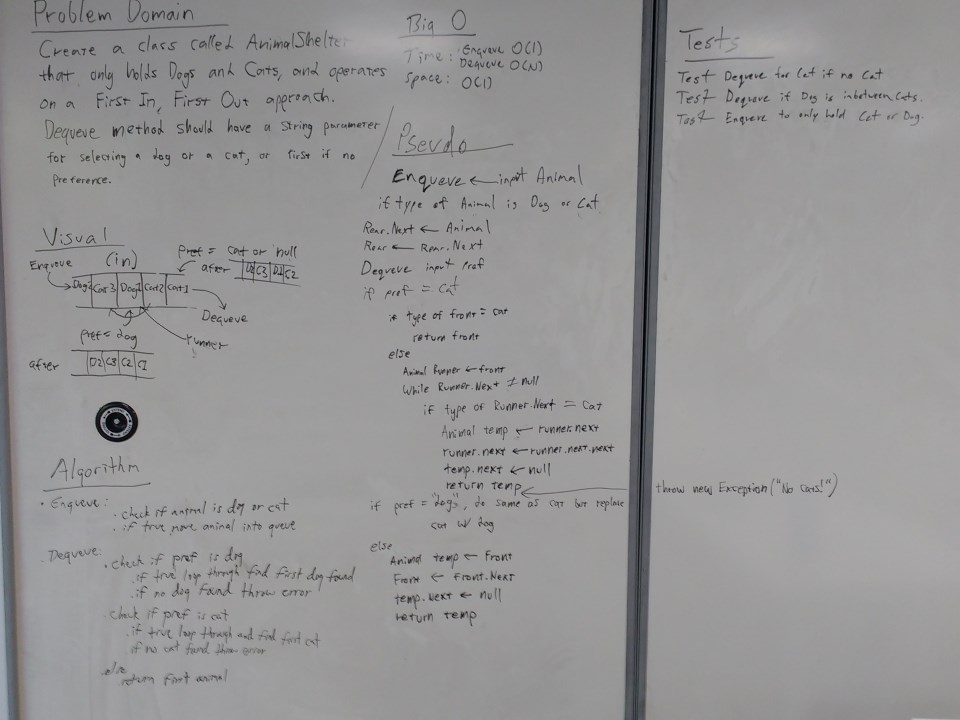 Problem Domain
Create a class called AnimalShelter
that only holds Dogs and Cats, and operates
on a First In, First Out approach.
Dequeue method should have a String parameter
for selecting a dog or a cat, or first if no
preference.
Visual
Enqueue (in)
pref = cat or null
after D2 C3 D1 C2
Dog2 Cat3 Dog1 Cat2 Cat1
Dequeue
pref = dog
runner
after D2 C3 C2 C1
Algorithm
· Enqueue:
· check if animal is dog or cat
· if true move animal into queue
· Dequeue:
· check if pref is dog
· if true loop through find first dog found
· if no dog found throw error
· check if pref is cat
· if true loop through and find first cat
if no cat found throw error
else
return first animal
Big O
Time: Enqueue O(1)
Dequeue O(N)
Space: O(1)
Pseudo
Enqueue ← input Animal
if type of Animal is Dog or Cat
Rear.Next ← Animal
Rear ← Rear.Next
Dequeue input Pref
if pref = Cat
if type of front = cat
return front
else
Animal Runner ← front
While Runner.Next ≠ null
if type of Runner.Next = Cat
Animal temp ← runner.next
runner.next ← runner.next.next
temp.next ← null
return temp
throw new Exception("No Cats!")
if pref = "dogs", do same as cat but replace
cat w/ dog
else
Animal temp ← Front
Front ← Front.Next
temp.Next ← null
return temp
Tests
Test Dequeue for Cat if no Cat
Test Dequeue if Dog is inbetween Cats.
Test Enqueue to only hold Cat or Dog.